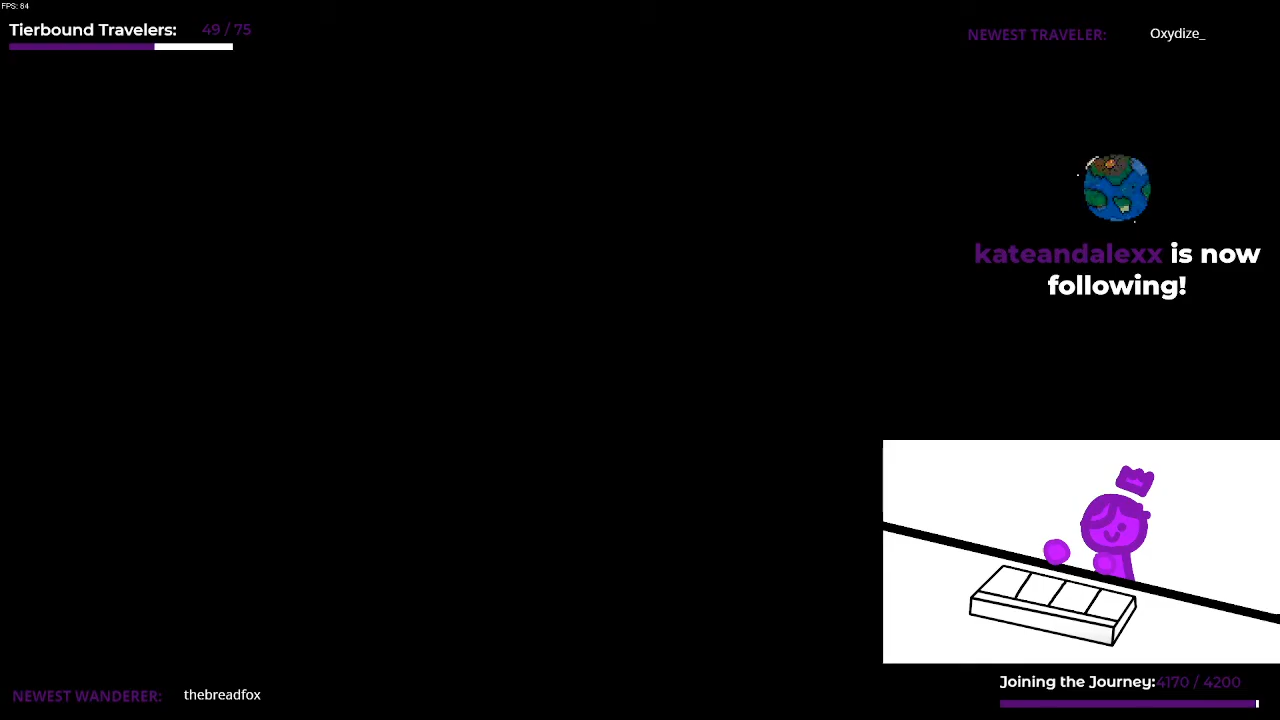 FPS: 64
Tierbound Travelers: 49 / 75
NEWEST TRAVELER: Oxydize_
kateandalexx is now
following!
NEWEST WANDERER: thebreadfox
Joining the Journey: 4170 / 4200